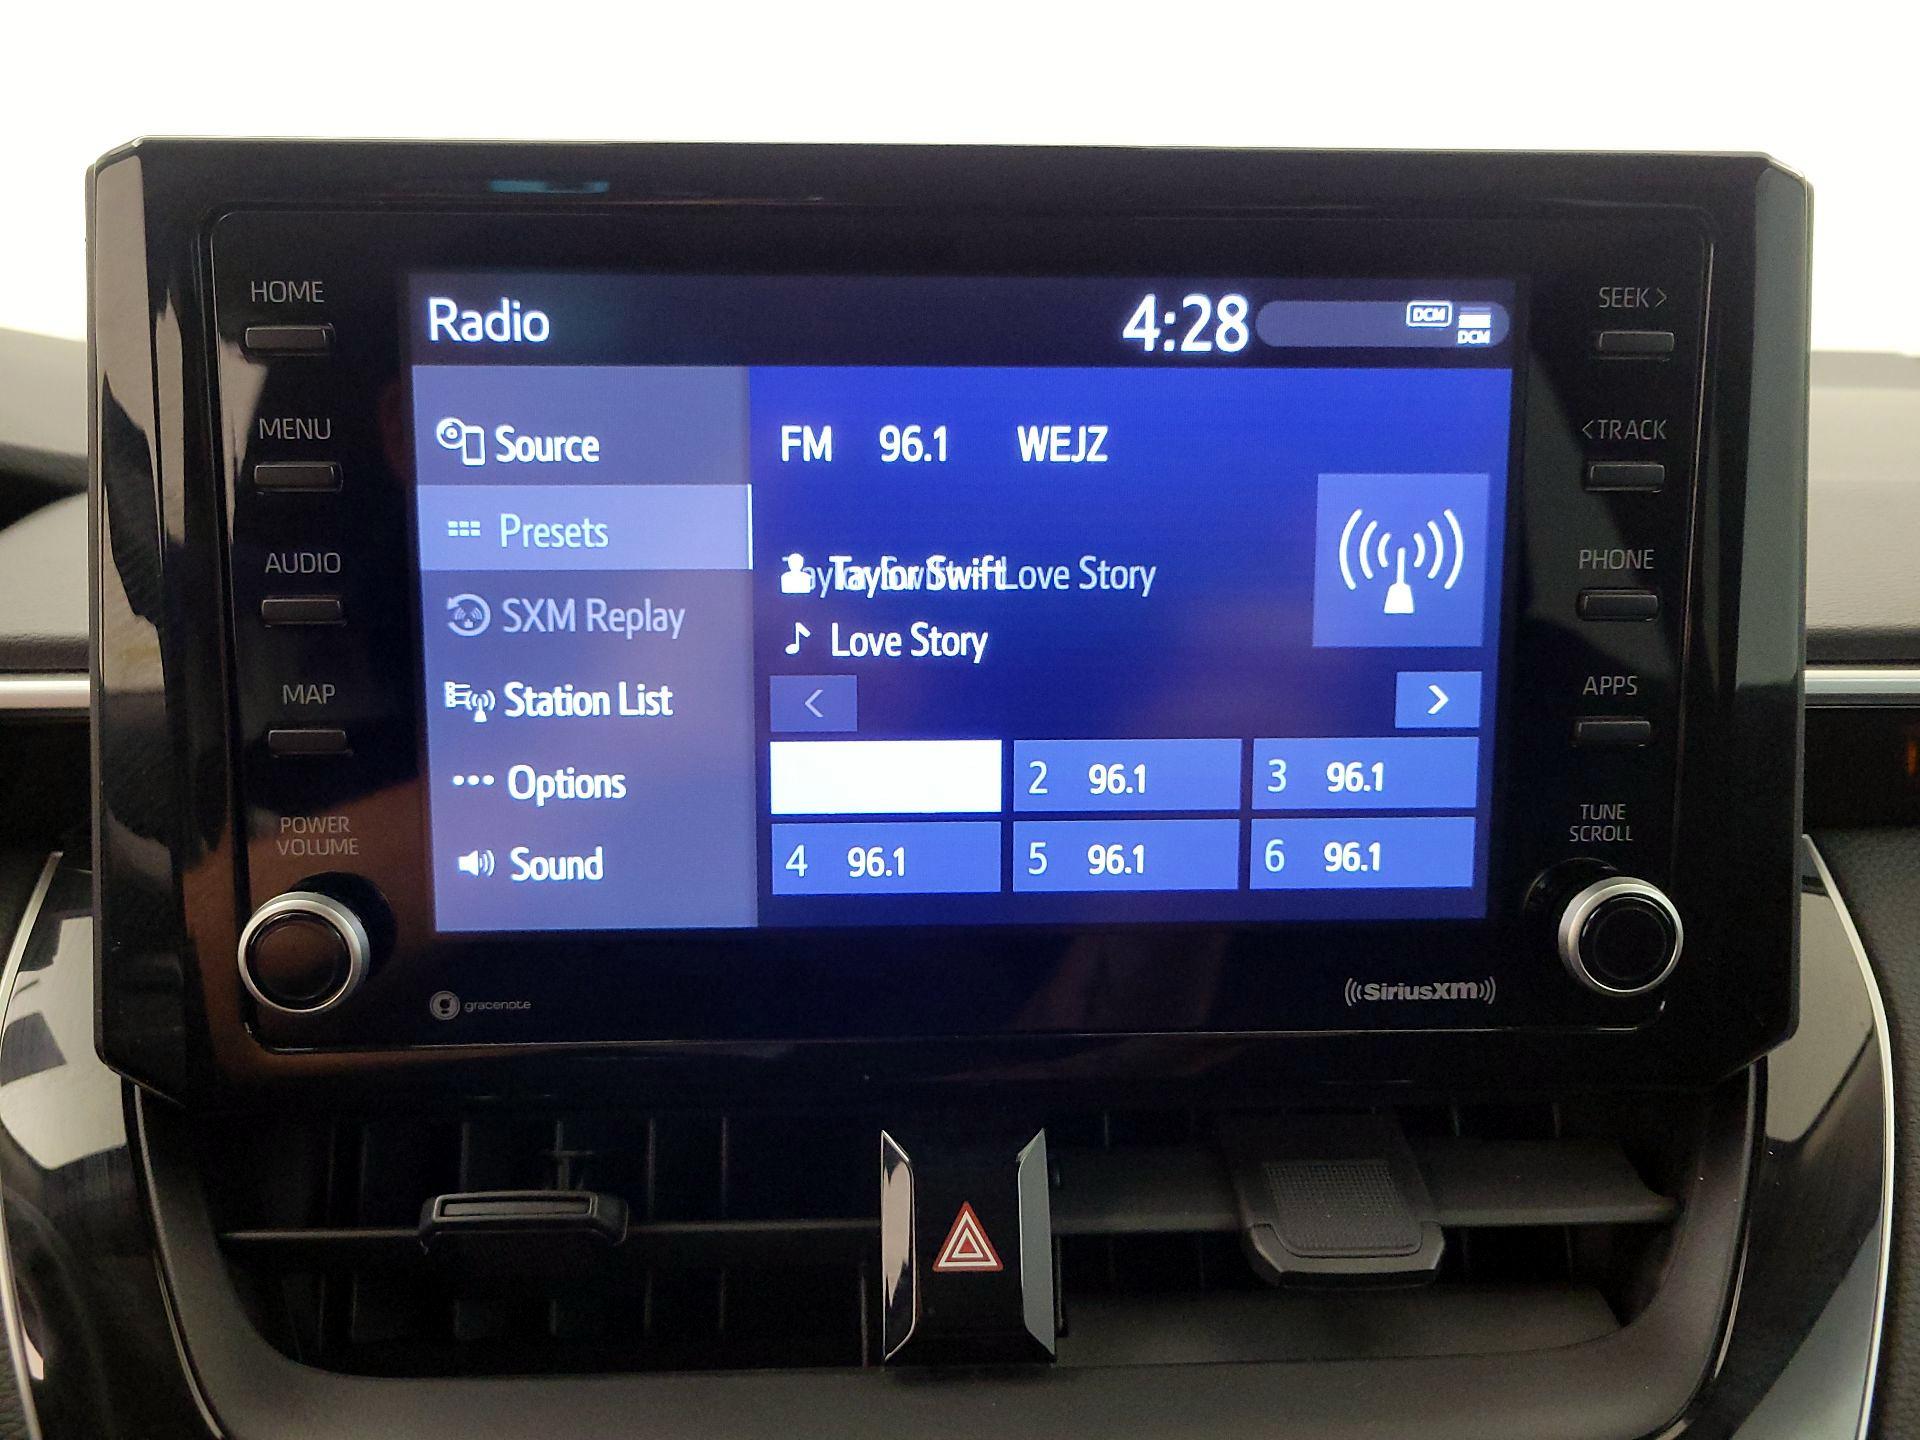 HOME
MENU
AUDIO
MAP
POWER
VOLUME
Radio
4:28
DCM
DCM
Source
Presets
SXM Replay
Station List
Options
Sound
FM 96.1 WEJZ
Taylor Swift Love Story
Love Story
<
>
2 96.1
3 96.1
4 96.1
5 96.1
6 96.1
SEEK >
< TRACK
PHONE
APPS
TUNE
SCROLL
gracenote
((SiriusXM))